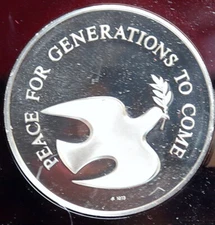 PEACE FOR GENERATIONS TO COME